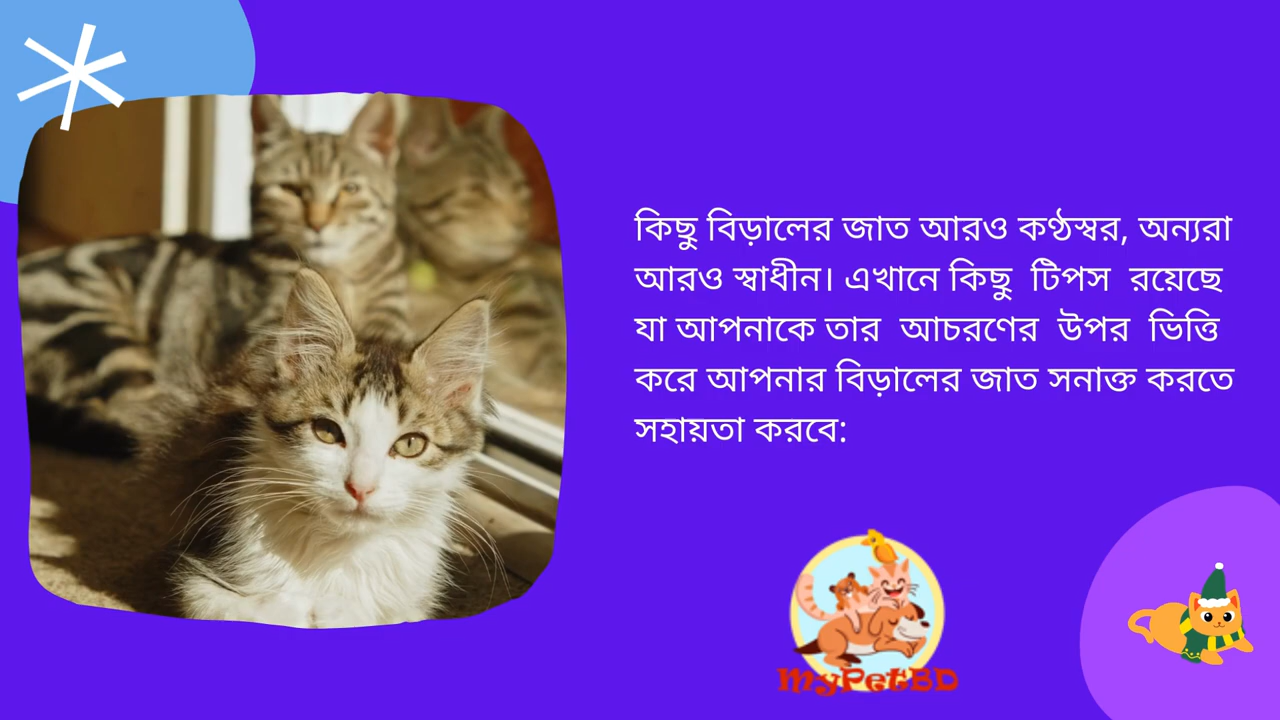 কিছু বিড়ালের জাত আরও কণ্ঠস্বর, অন্যরা
আরও স্বাধীন। এখানে কিছু টিপস রয়েছে
যা আপনাকে তার আচরণের উপর ভিত্তি
করে আপনার বিড়ালের জাত সনাক্ত করতে
সহায়তা করবে:
MyPetBD